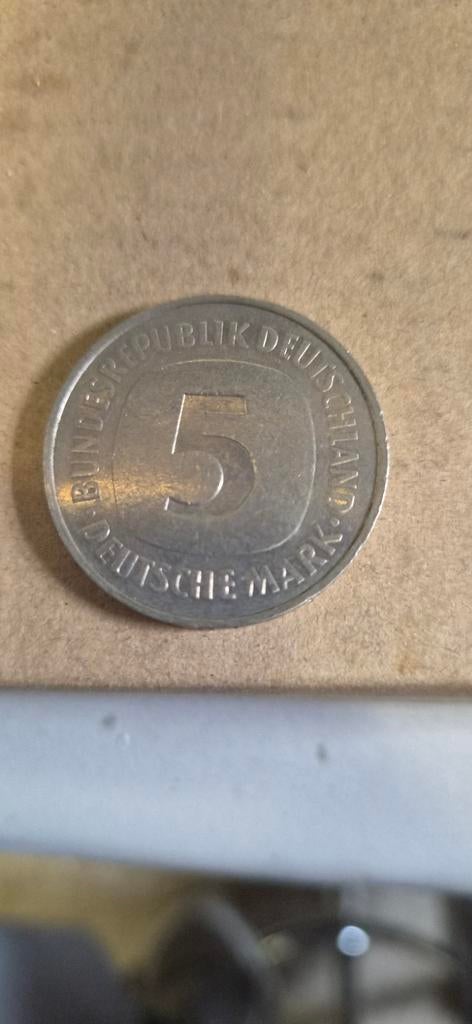 BUNDESREPUBLIK DEUTSCHLAND
5
DEUTSCHE MARK